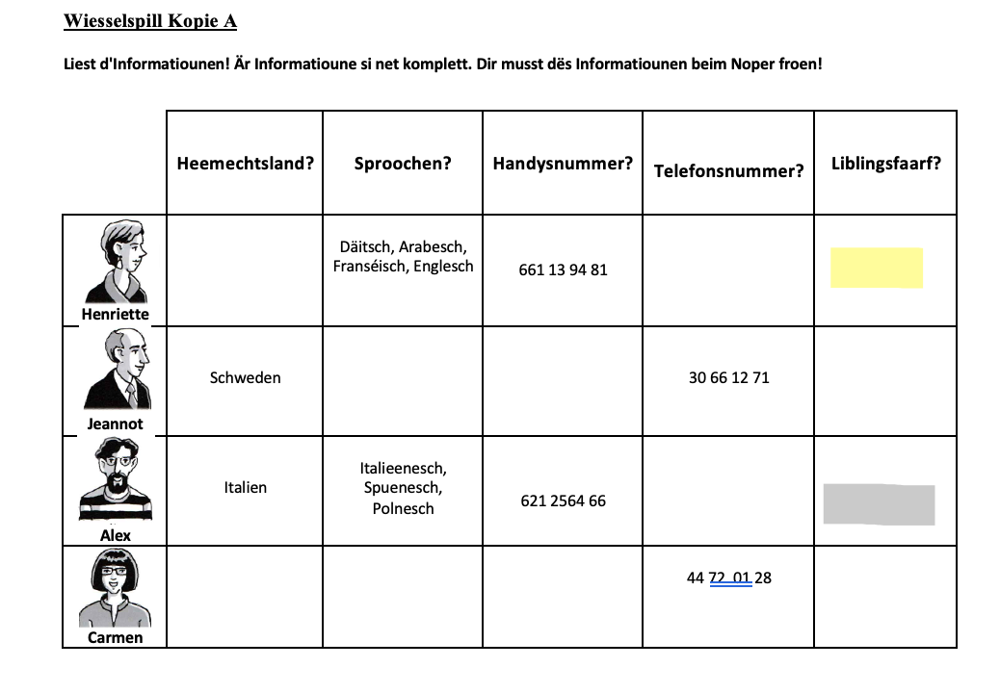 Wiesselspill Kopie A
Liest d'Informatiounen! Är Informatioune si net komplett. Dir musst dës Informatiounen beim Noper froen!
Heemechtsland? Sproochen? Handysnummer? Telefonsnummer? Liblingsfaarf?
Däitsch, Arabesch,
Franséisch, Englesch
661 13 94 81
Henriette
Schweden
30 66 12 71
Jeannot
Italien
Italieenesch,
Spuenesch,
Polnesch
621 2564 66
Alex
44 72 01 28
Carmen